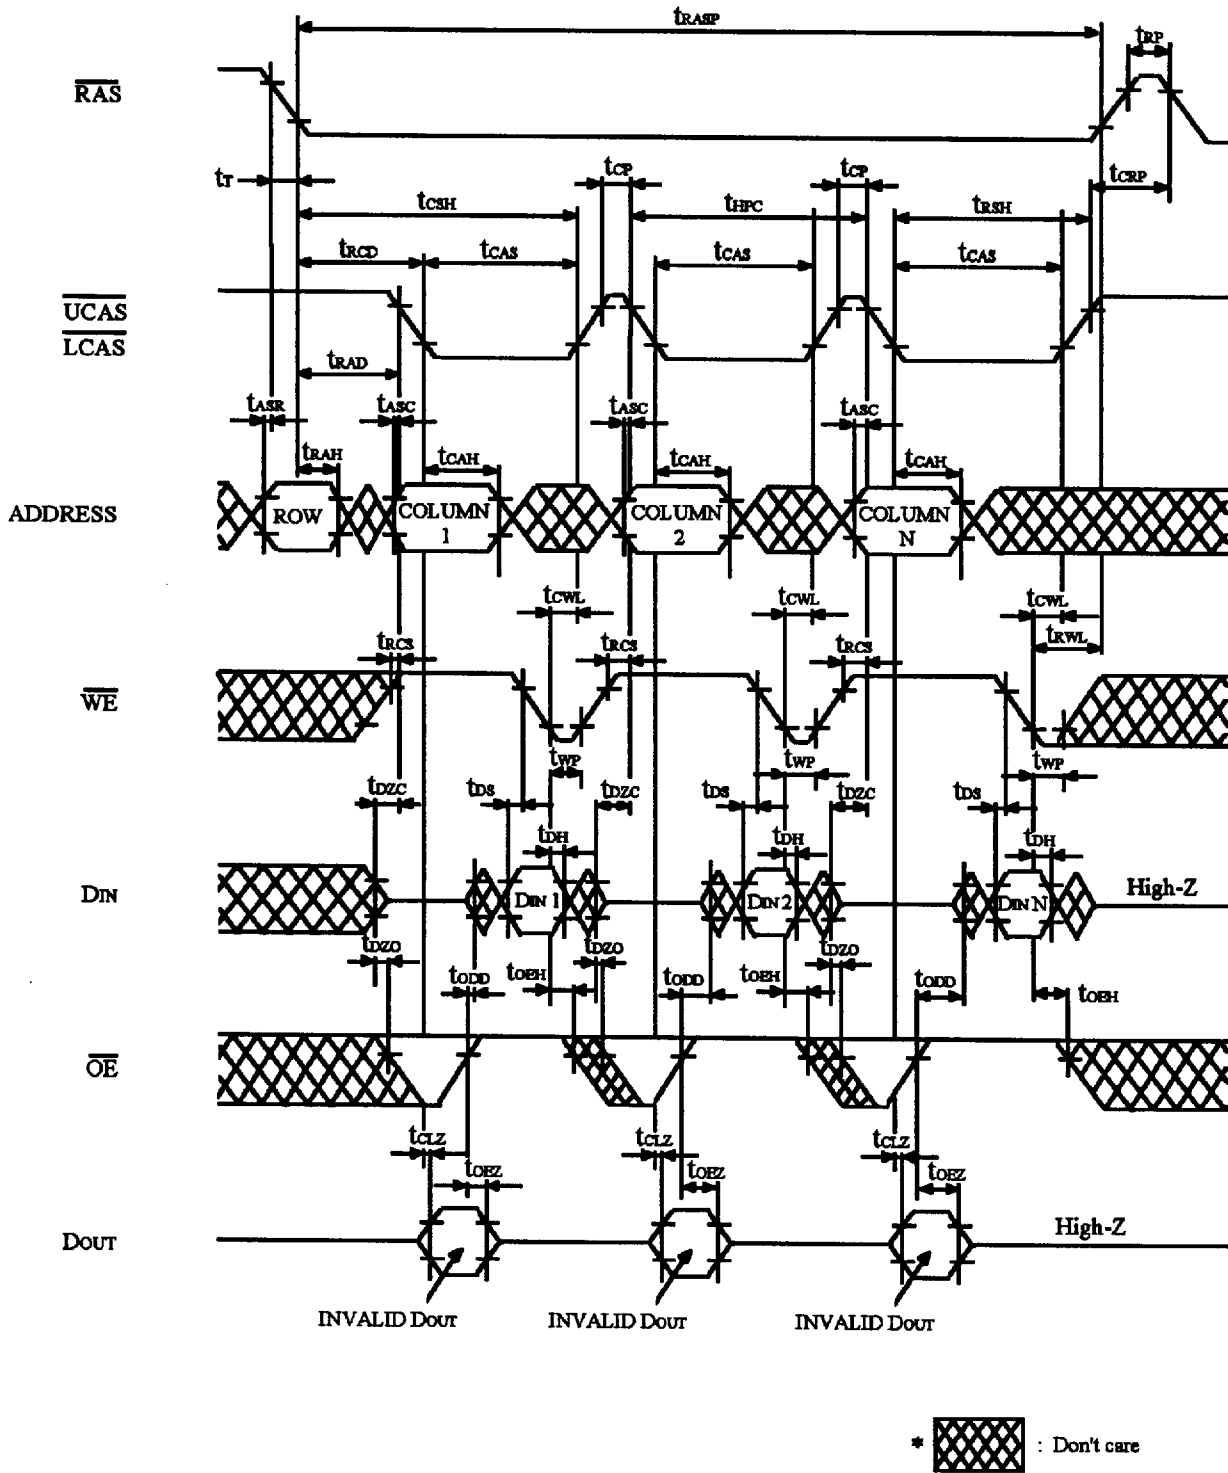 tRASP
tRP
RAS
tT
tCP
tCP
tCRP
tCSH
tHPC
tRSH
tRCD
tCAS
tCAS
tCAS
UCAS
LCAS
tRAD
tASR
tASC
tASC
tASC
tRAH
tCAH
tCAH
tCAH
ADDRESS
ROW
COLUMN
1
COLUMN
2
COLUMN
N
tCWL
tCWL
tCWL
tRCS
tRCS
tRCS
tRWL
WE
tWP
tWP
tWP
tDZC
tDS
tDZC
tDS
tDZC
tDS
tDH
tDH
tDH
DIN
DIN 1
DIN 2
DIN N
High-Z
tDZO
tODD
tOEH
tDZO
tODD
tOEH
tDZO
tODD
tOEH
OE
tCLZ
tCLZ
tCLZ
tOEZ
tOEZ
tOEZ
DOUT
High-Z
INVALID DOUT
INVALID DOUT
INVALID DOUT
* : Don't care